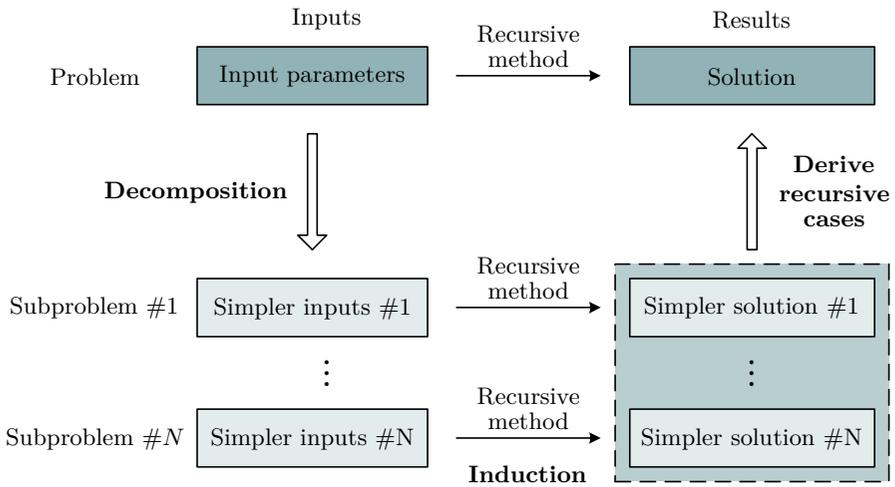 Inputs
Results
Problem
Input parameters
Recursive
method
Solution
Decomposition
Derive
recursive
cases
Subproblem #1
Simpler inputs #1
Recursive
method
Simpler solution #1
⋮
⋮
Subproblem #N
Simpler inputs #N
Recursive
method
Simpler solution #N
Induction